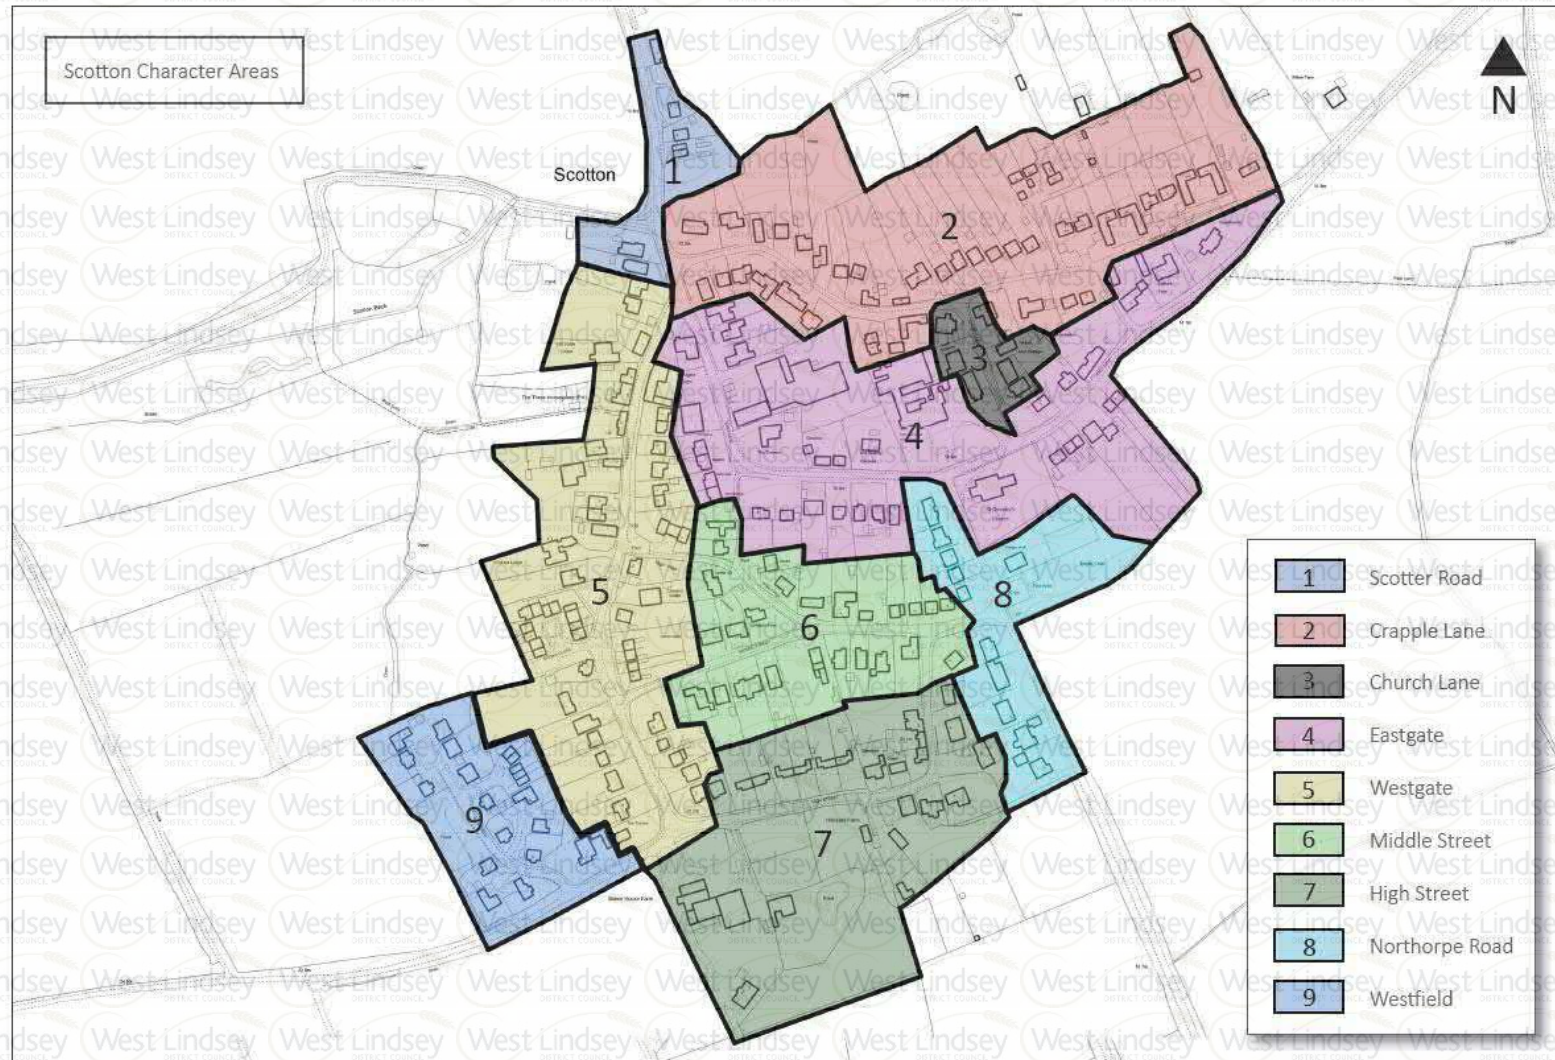 Scotton Character Areas
N
Scotton
1
2
3
4
5
6
7
8
9
1 Scotter Road
2 Crapple Lane
3 Church Lane
4 Eastgate
5 Westgate
6 Middle Street
7 High Street
8 Northorpe Road
9 Westfield
West Lindsey
DISTRICT COUNCIL